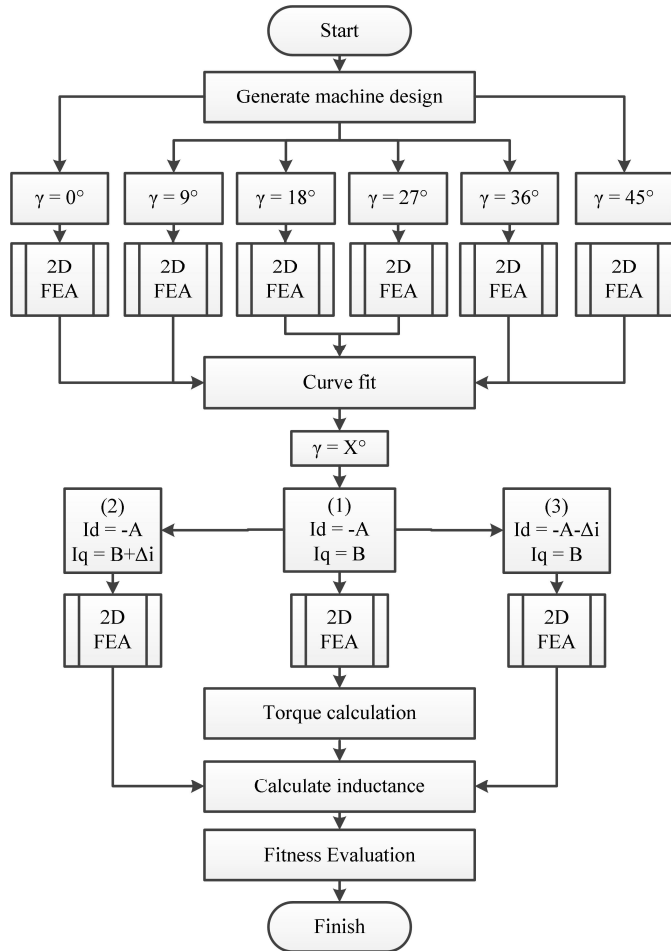 Start
Generate machine design
γ = 0°
γ = 9°
γ = 18°
γ = 27°
γ = 36°
γ = 45°
2D
FEA
2D
FEA
2D
FEA
2D
FEA
2D
FEA
2D
FEA
Curve fit
γ = X°
(2)
Id = -A
Iq = B+Δi
(1)
Id = -A
Iq = B
(3)
Id = -A-Δi
Iq = B
2D
FEA
2D
FEA
2D
FEA
Torque calculation
Calculate inductance
Fitness Evaluation
Finish